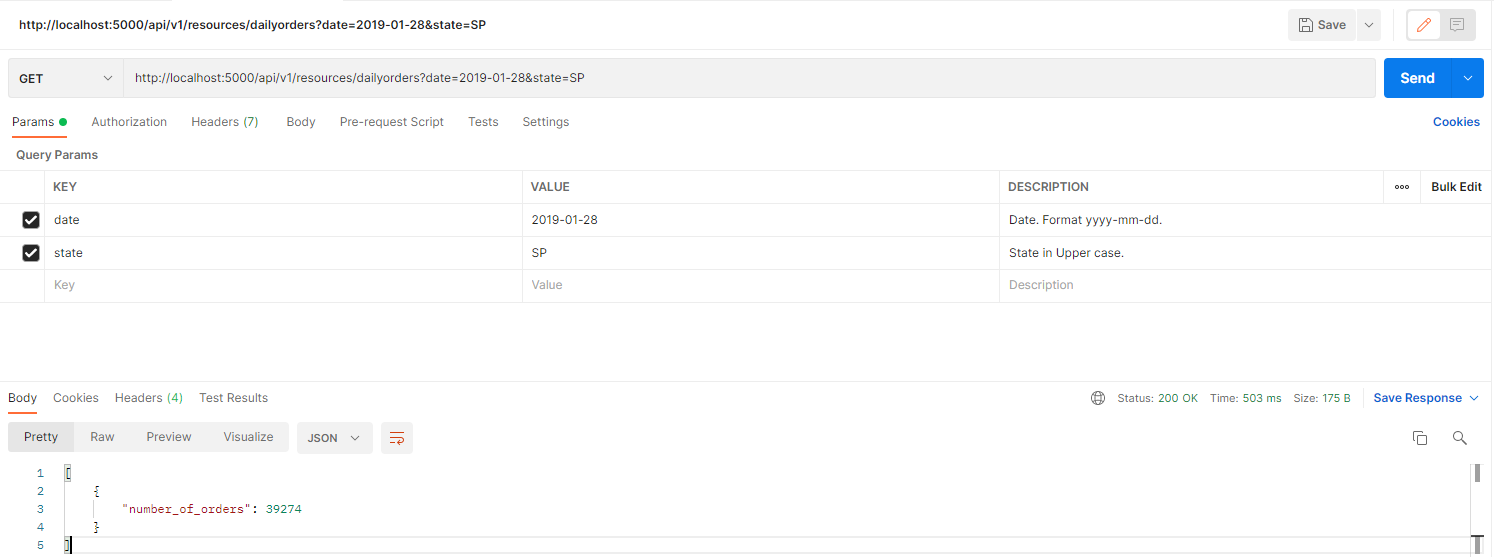 http://localhost:5000/api/v1/resources/dailyorders?date=2019-01-28&state=SP Save
GET http://localhost:5000/api/v1/resources/dailyorders?date=2019-01-28&state=SP Send
Params Authorization Headers (7) Body Pre-request Script Tests Settings Cookies
Query Params
KEY VALUE DESCRIPTION Bulk Edit
date 2019-01-28 Date. Format yyyy-mm-dd.
state SP State in Upper case.
Key Value Description
Body Cookies Headers (4) Test Results Status: 200 OK Time: 503 ms Size: 175 B Save Response
Pretty Raw Preview Visualize JSON
1 [
2 {
3 "number_of_orders": 39274
4 }
5 ]